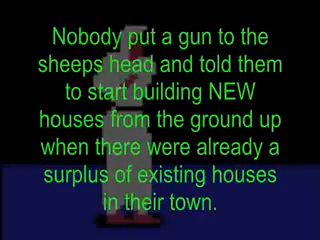 Nobody put a gun to the
sheeps head and told them
to start building NEW
houses from the ground up
when there were already a
surplus of existing houses
in their town.